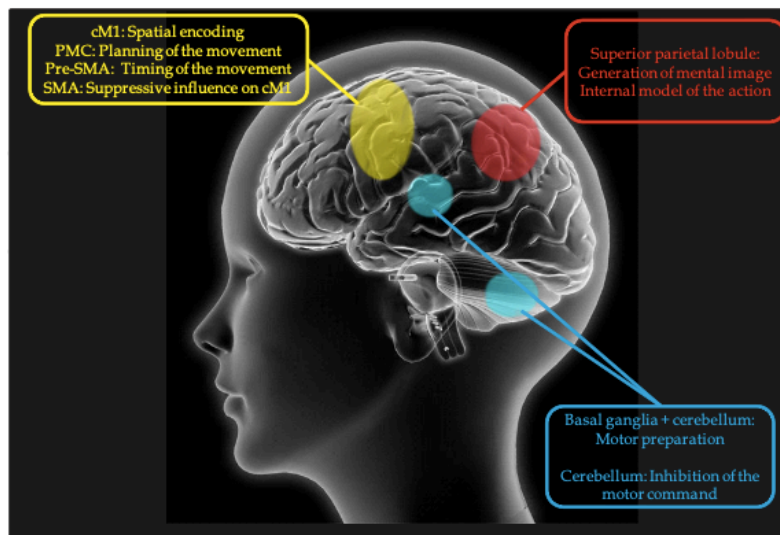 cM1: Spatial encoding
PMC: Planning of the movement
Pre-SMA: Timing of the movement
SMA: Suppressive influence on cM1
Superior parietal lobule:
Generation of mental image
Internal model of the action
Basal ganglia + cerebellum:
Motor preparation
Cerebellum: Inhibition of the
motor command